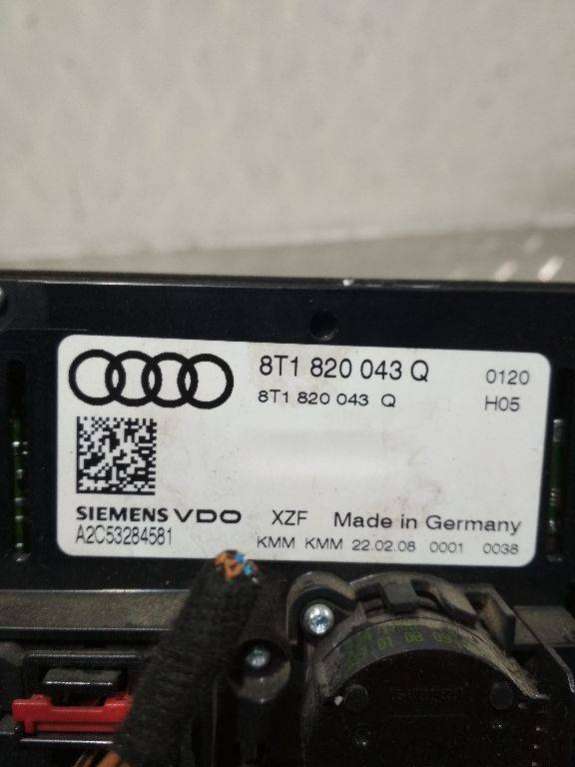 8T1 820 043 Q 0120
8T1 820 043 Q H05
SIEMENS VDO XZF Made in Germany
A2C53284581
KMM KMM 22.02.08 0001 0038